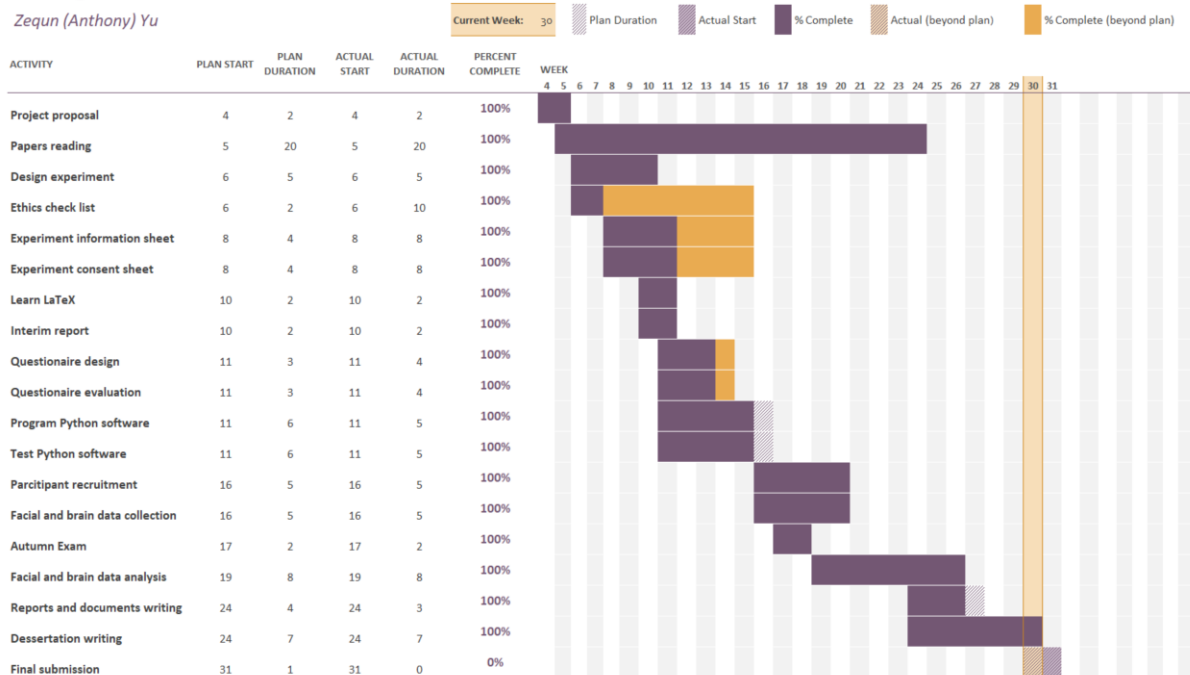 Zequn (Anthony) Yu
Current Week: 30 Plan Duration Actual Start % Complete Actual (beyond plan) % Complete (beyond plan)
ACTIVITY PLAN START PLAN DURATION ACTUAL START ACTUAL DURATION PERCENT COMPLETE WEEK
4 5 6 7 8 9 10 11 12 13 14 15 16 17 18 19 20 21 22 23 24 25 26 27 28 29 30 31
Project proposal 4 2 4 2 100%
Papers reading 5 20 5 20 100%
Design experiment 6 5 6 5 100%
Ethics check list 6 2 6 10 100%
Experiment information sheet 8 4 8 8 100%
Experiment consent sheet 8 4 8 8 100%
Learn LaTeX 10 2 10 2 100%
Interim report 10 2 10 2 100%
Questionaire design 11 3 11 4 100%
Questionaire evaluation 11 3 11 4 100%
Program Python software 11 6 11 5 100%
Test Python software 11 6 11 5 100%
Parcitipant recruitment 16 5 16 5 100%
Facial and brain data collection 16 5 16 5 100%
Autumn Exam 17 2 17 2 100%
Facial and brain data analysis 19 8 19 8 100%
Reports and documents writing 24 4 24 3 100%
Dessertation writing 24 7 24 7 100%
Final submission 31 1 31 0 0%